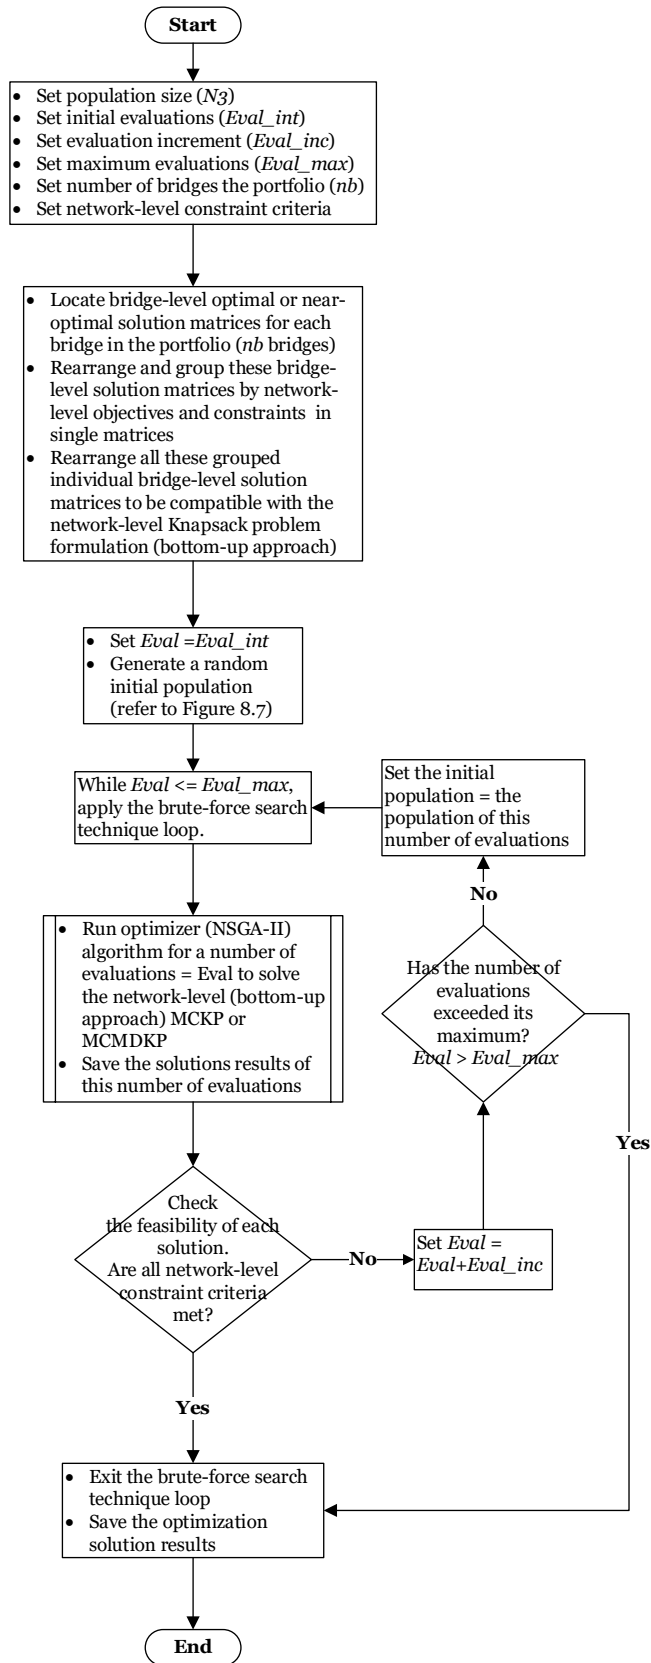 Start
• Set population size (N3)
• Set initial evaluations (Eval_int)
• Set evaluation increment (Eval_inc)
• Set maximum evaluations (Eval_max)
• Set number of bridges the portfolio (nb)
• Set network-level constraint criteria
• Locate bridge-level optimal or near-
optimal solution matrices for each
bridge in the portfolio (nb bridges)
• Rearrange and group these bridge-
level solution matrices by network-
level objectives and constraints in
single matrices
• Rearrange all these grouped
individual bridge-level solution
matrices to be compatible with the
network-level Knapsack problem
formulation (bottom-up approach)
• Set Eval =Eval_int
• Generate a random
initial population
(refer to Figure 8.7)
While Eval <= Eval_max,
apply the brute-force search
technique loop.
Set the initial
population = the
population of this
number of evaluations
No
• Run optimizer (NSGA-II)
algorithm for a number of
evaluations = Eval to solve
the network-level (bottom-up
approach) MCKP or
MCMDKP
• Save the solutions results of
this number of evaluations
Has the number of
evaluations
exceeded its
maximum?
Eval > Eval_max
Yes
Check
the feasibility of each
solution.
Are all network-level
constraint criteria
met?
No
Set Eval =
Eval+Eval_inc
Yes
• Exit the brute-force search
technique loop
• Save the optimization
solution results
End